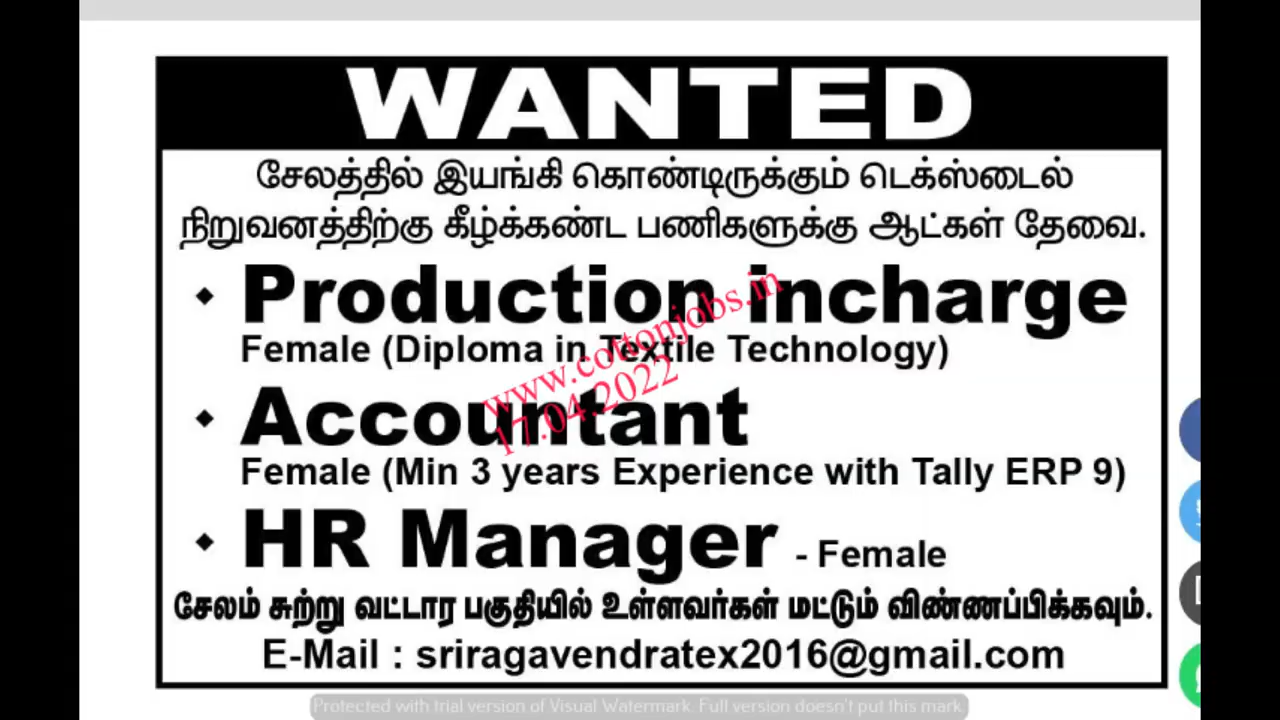 WANTED
சேலத்தில் இயங்கி கொண்டிருக்கும் டெக்ஸ்டைல்
நிறுவனத்திற்கு கீழ்க்கண்ட பணிகளுக்கு ஆட்கள் தேவை.
◆ Production incharge
Female (Diploma in Textile Technology)
◆ Accountant
Female (Min 3 years Experience with Tally ERP 9)
◆ HR Manager - Female
சேலம் சுற்று வட்டார பகுதியில் உள்ளவர்கள் மட்டும் விண்ணப்பிக்கவும்.
E-Mail : sriragavendratex2016@gmail.com
www.cottonjobs.in
17.04.2022
Protected with trial version of Visual Watermark. Full version doesn't put this mark.